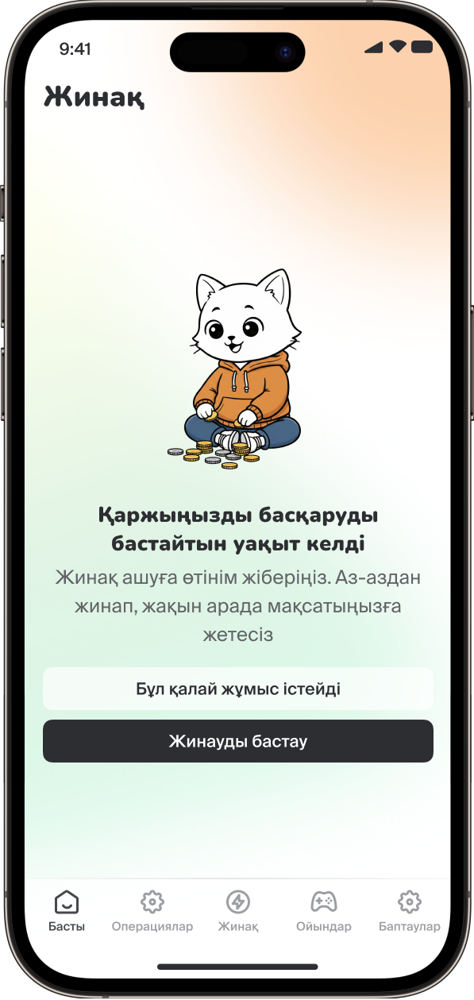 9:41
Жинақ
Қаржыңызды басқаруды
бастайтын уақыт келді
Жинақ ашуға өтінім жіберіңіз. Аз-аздан
жинап, жақын арада мақсатыңызға
жетесіз
Бұл қалай жұмыс істейді
Жинауды бастау
Басты
Операциялар
Жинақ
Ойындар
Баптаулар